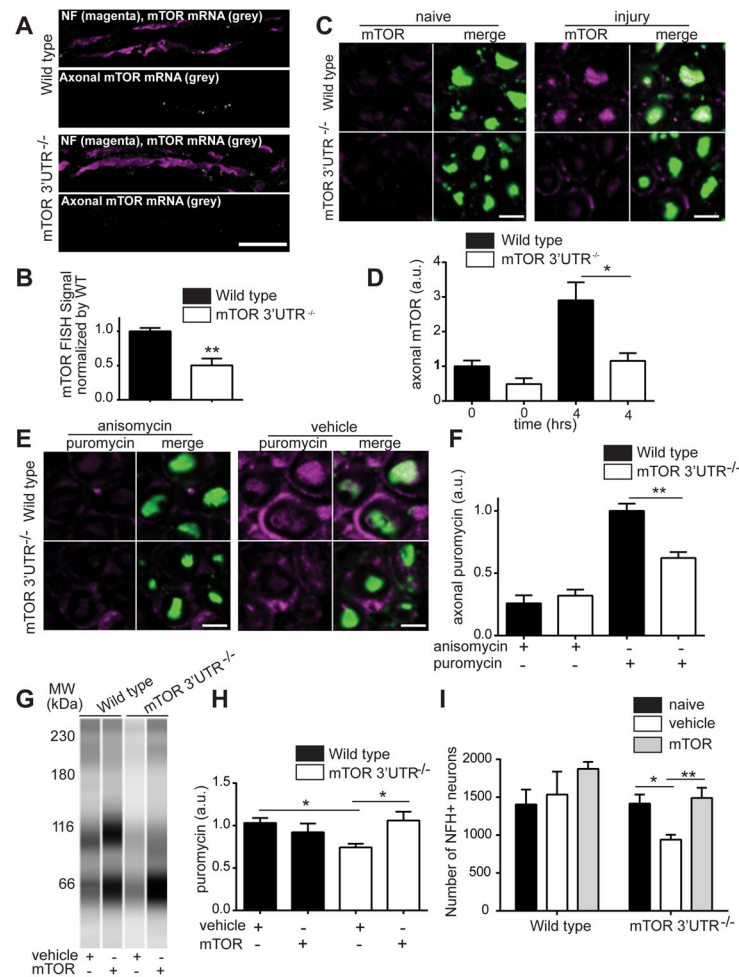 A
NF (magenta), mTOR mRNA (grey)
Axonal mTOR mRNA (grey)
Wild type
NF (magenta), mTOR mRNA (grey)
Axonal mTOR mRNA (grey)
mTOR 3'UTR-/-
B
Wild type
mTOR 3'UTR -/-
mTOR FISH Signal
normalized by WT
1.0
0.5
0.0
**
C
naive
injury
mTOR
merge
mTOR
merge
Wild type
mTOR 3'UTR-/-
D
Wild type
mTOR 3'UTR-/-
axonal mTOR (a.u.)
4
3
2
1
0
*
0
0
4
4
time (hrs)
E
anisomycin
vehicle
puromycin
merge
puromycin
merge
Wild type
mTOR 3'UTR-/-
F
Wild type
mTOR 3'UTR-/-
axonal puromycin (a.u.)
1.0
0.5
0.0
**
anisomycin + + - -
puromycin - - + +
G
MW
(kDa)
Wild type
mTOR 3'UTR-/-
230
180
116
66
vehicle + - + -
mTOR - + - +
H
Wild type
mTOR 3'UTR-/-
puromycin (a.u.)
1.5
1.0
0.5
0.0
*
*
vehicle + - + -
mTOR - + - +
I
naive
vehicle
mTOR
Number of NFH+ neurons
2000
1500
1000
500
0
*
**
Wild type
mTOR 3'UTR-/-